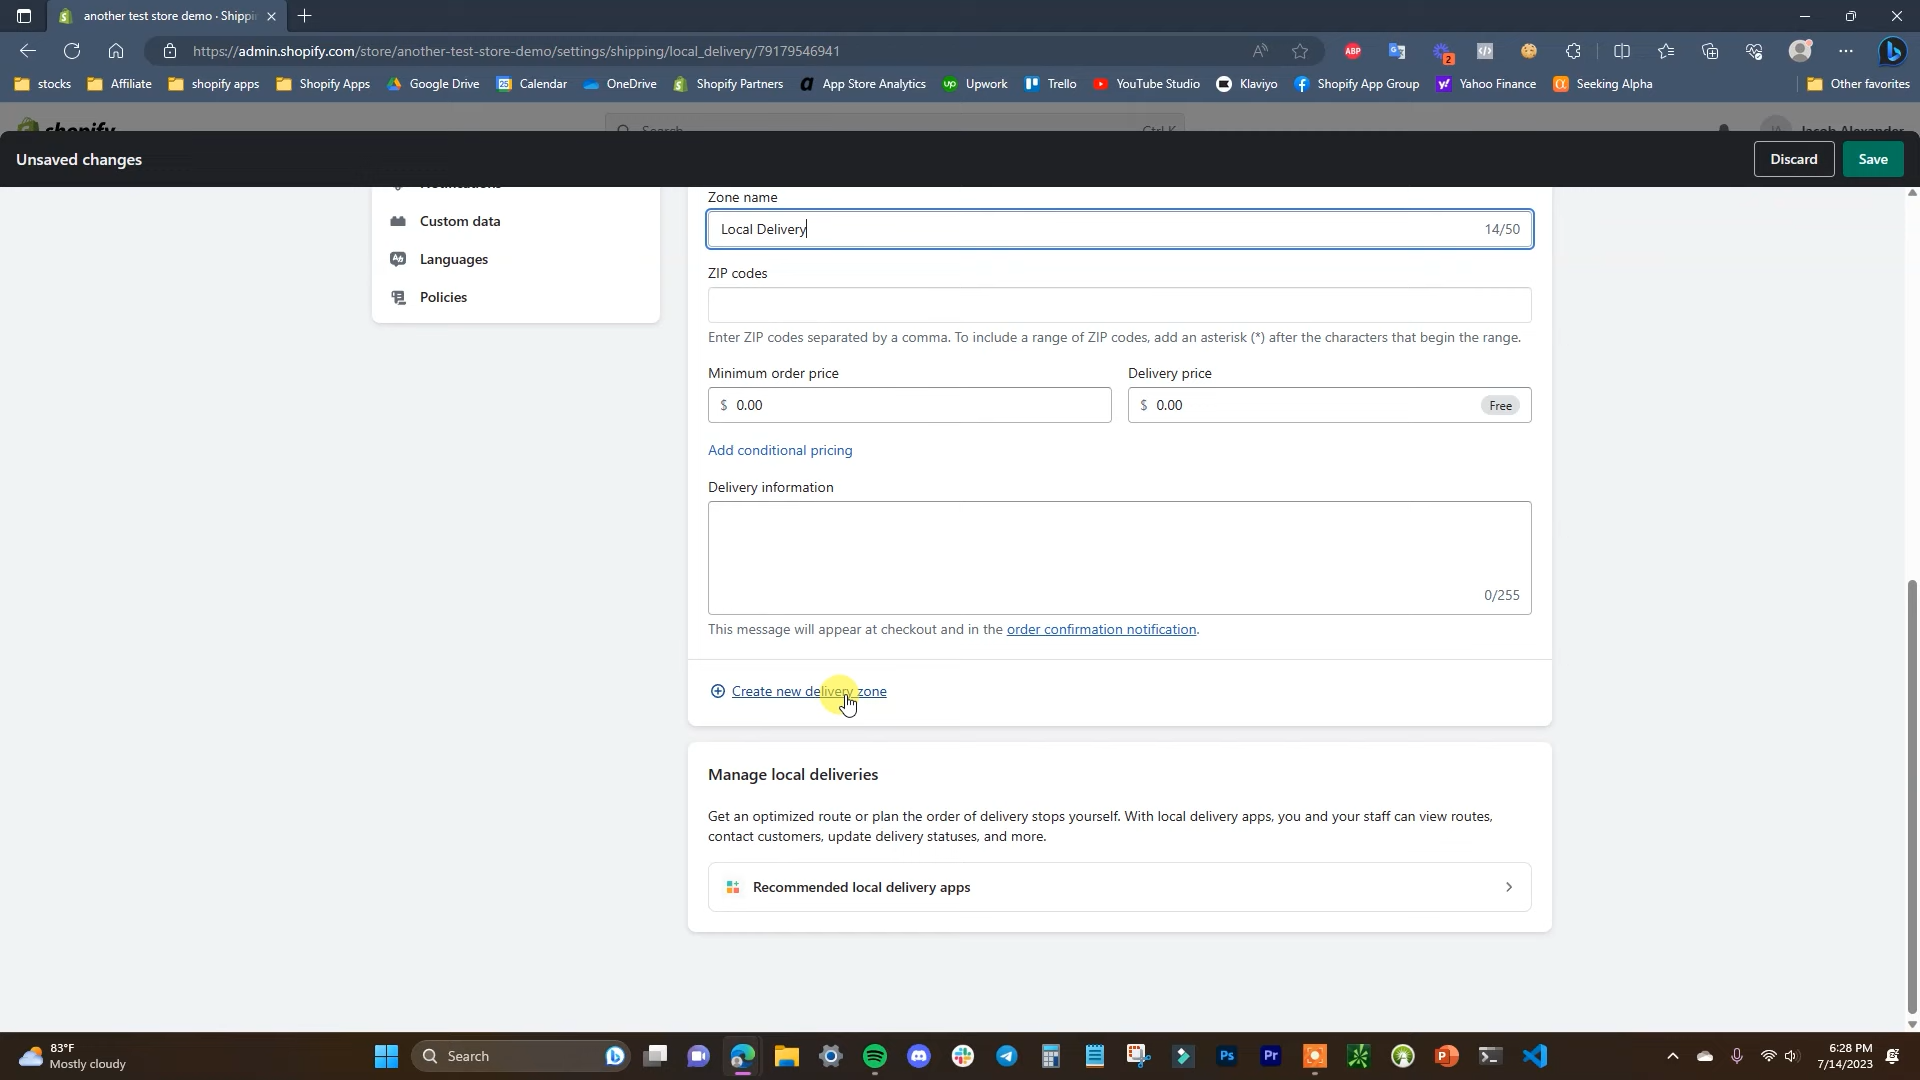 another test store demo · Shippi
https://admin.shopify.com/store/another-test-store-demo/settings/shipping/local_delivery/79179546941
2
stocks
Affiliate
shopify apps
Shopify Apps
Google Drive
Calendar
OneDrive
Shopify Partners
App Store Analytics
Upwork
Trello
YouTube Studio
Klaviyo
Shopify App Group
Yahoo Finance
Seeking Alpha
Other favorites
shopify
Search
Ctrl K
Jacob Alexander
Unsaved changes
Discard
Save
Notifications
Custom data
Languages
Policies
Zone name
Local Delivery
14/50
ZIP codes
Enter ZIP codes separated by a comma. To include a range of ZIP codes, add an asterisk (*) after the characters that begin the range.
Minimum order price
Delivery price
$ 0.00
$ 0.00
Free
Add conditional pricing
Delivery information
0/255
This message will appear at checkout and in the order confirmation notification.
Create new delivery zone
Manage local deliveries
Get an optimized route or plan the order of delivery stops yourself. With local delivery apps, you and your staff can view routes,
contact customers, update delivery statuses, and more.
Recommended local delivery apps
83°F
Mostly cloudy
Search
Ps
Pr
6:28 PM
7/14/2023